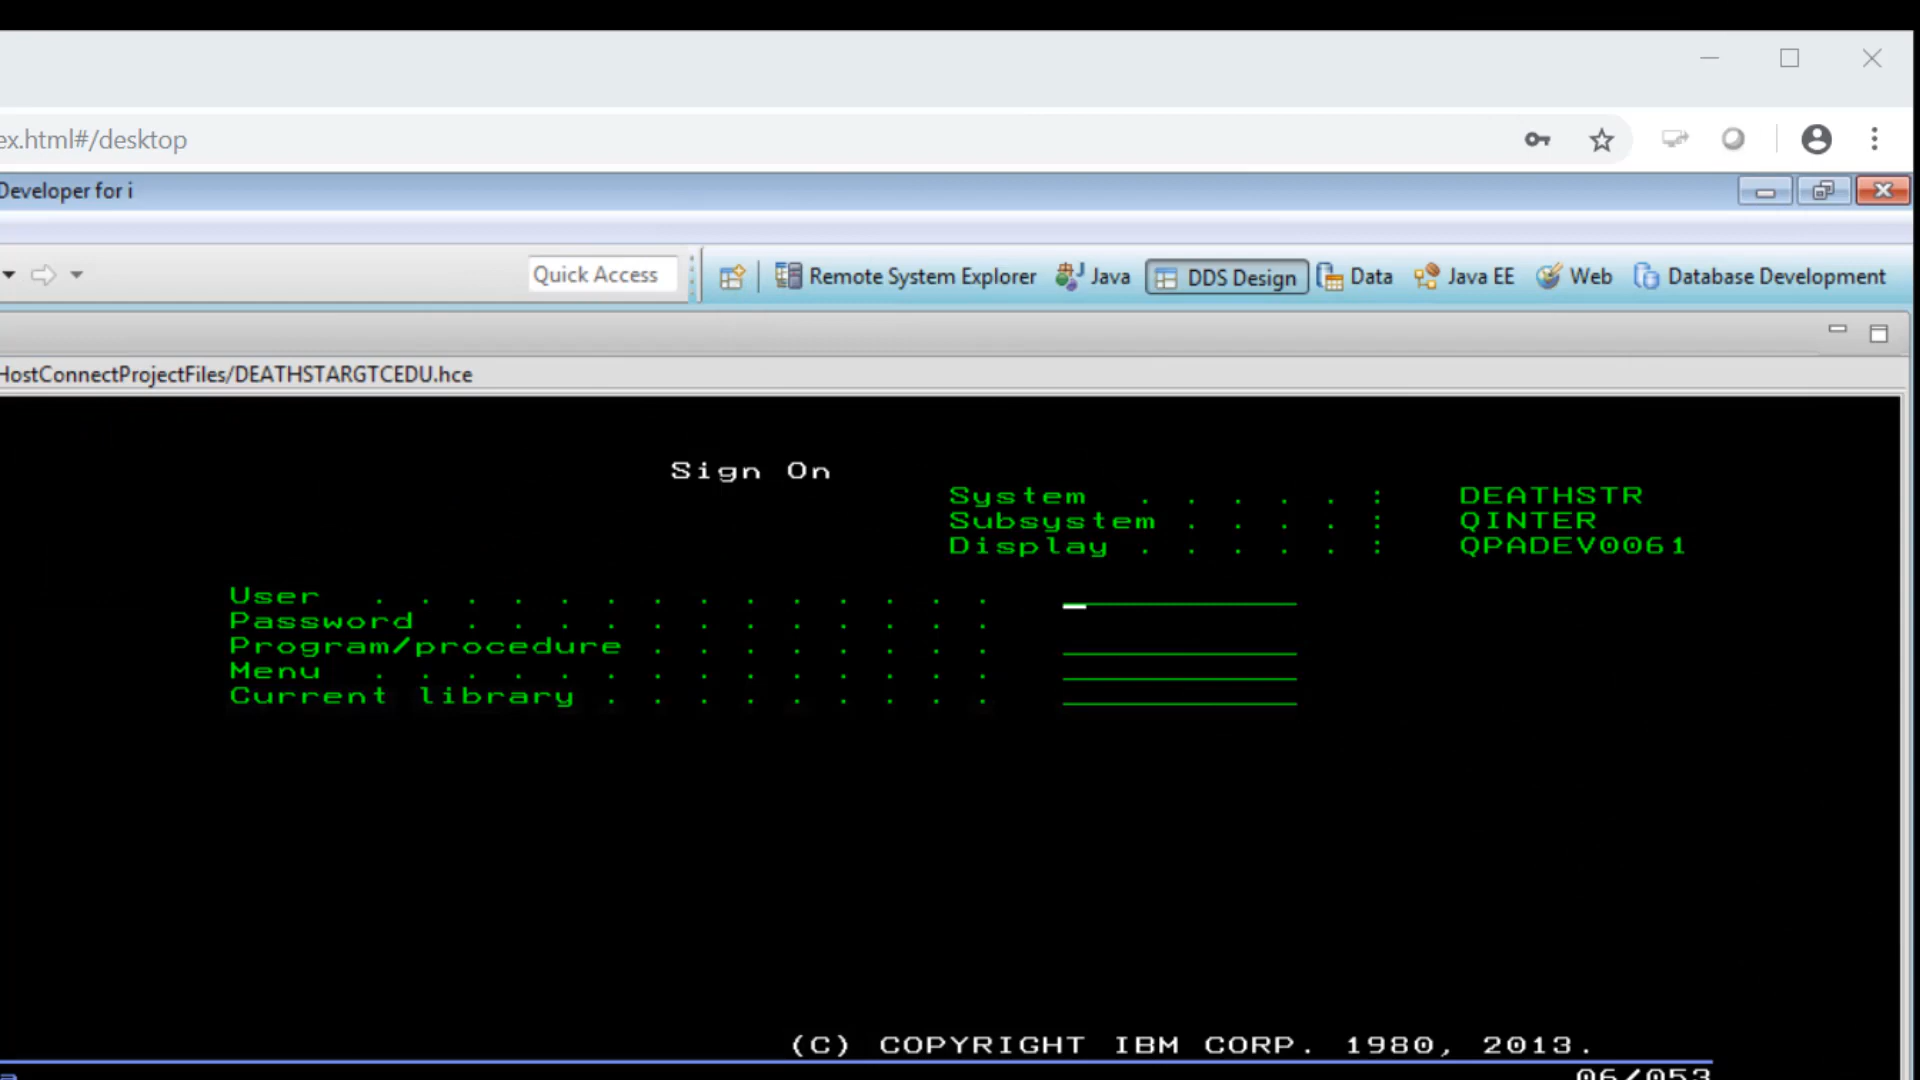 ex.html#/desktop
Developer for i
Quick Access Remote System Explorer Java DDS Design Data Java EE Web Database Development
HostConnectProjectFiles/DEATHSTARGTCEDU.hce
Sign On
System . . . . . : DEATHSTR
Subsystem . . . . : QINTER
Display . . . . . : QPADEV0061
User . . . . . . . . . . . . . .
Password . . . . . . . . . . . .
Program/procedure . . . . . . . .
Menu . . . . . . . . . . . . . .
Current library . . . . . . . . .
(C) COPYRIGHT IBM CORP. 1980, 2013.
06/053